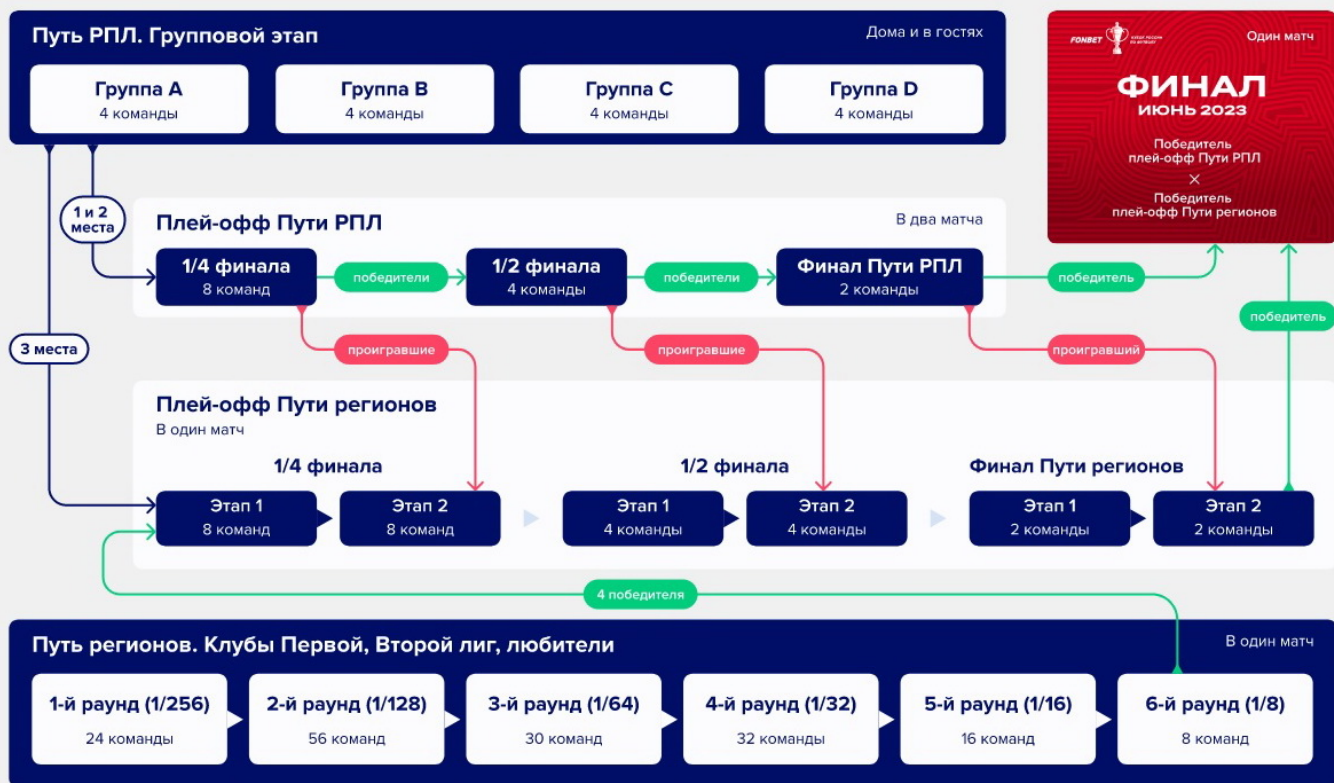 Путь РПЛ. Групповой этап
Дома и в гостях
Группа A
4 команды
Группа B
4 команды
Группа C
4 команды
Группа D
4 команды
FONBET
КУБОК РОССИИ
ПО ФУТБОЛУ
Один матч
ФИНАЛ
ИЮНЬ 2023
Победитель
плей-офф Пути РПЛ
×
Победитель
плей-офф Пути регионов
1 и 2
места
3 места
Плей-офф Пути РПЛ
В два матча
1/4 финала
8 команд
победители
1/2 финала
4 команды
победители
Финал Пути РПЛ
2 команды
победитель
победитель
проигравшие
проигравшие
проигравший
Плей-офф Пути регионов
В один матч
1/4 финала
1/2 финала
Финал Пути регионов
Этап 1
8 команд
Этап 2
8 команд
Этап 1
4 команды
Этап 2
4 команды
Этап 1
2 команды
Этап 2
2 команды
4 победителя
Путь регионов. Клубы Первой, Второй лиг, любители
В один матч
1-й раунд (1/256)
24 команды
2-й раунд (1/128)
56 команд
3-й раунд (1/64)
30 команд
4-й раунд (1/32)
32 команды
5-й раунд (1/16)
16 команд
6-й раунд (1/8)
8 команд